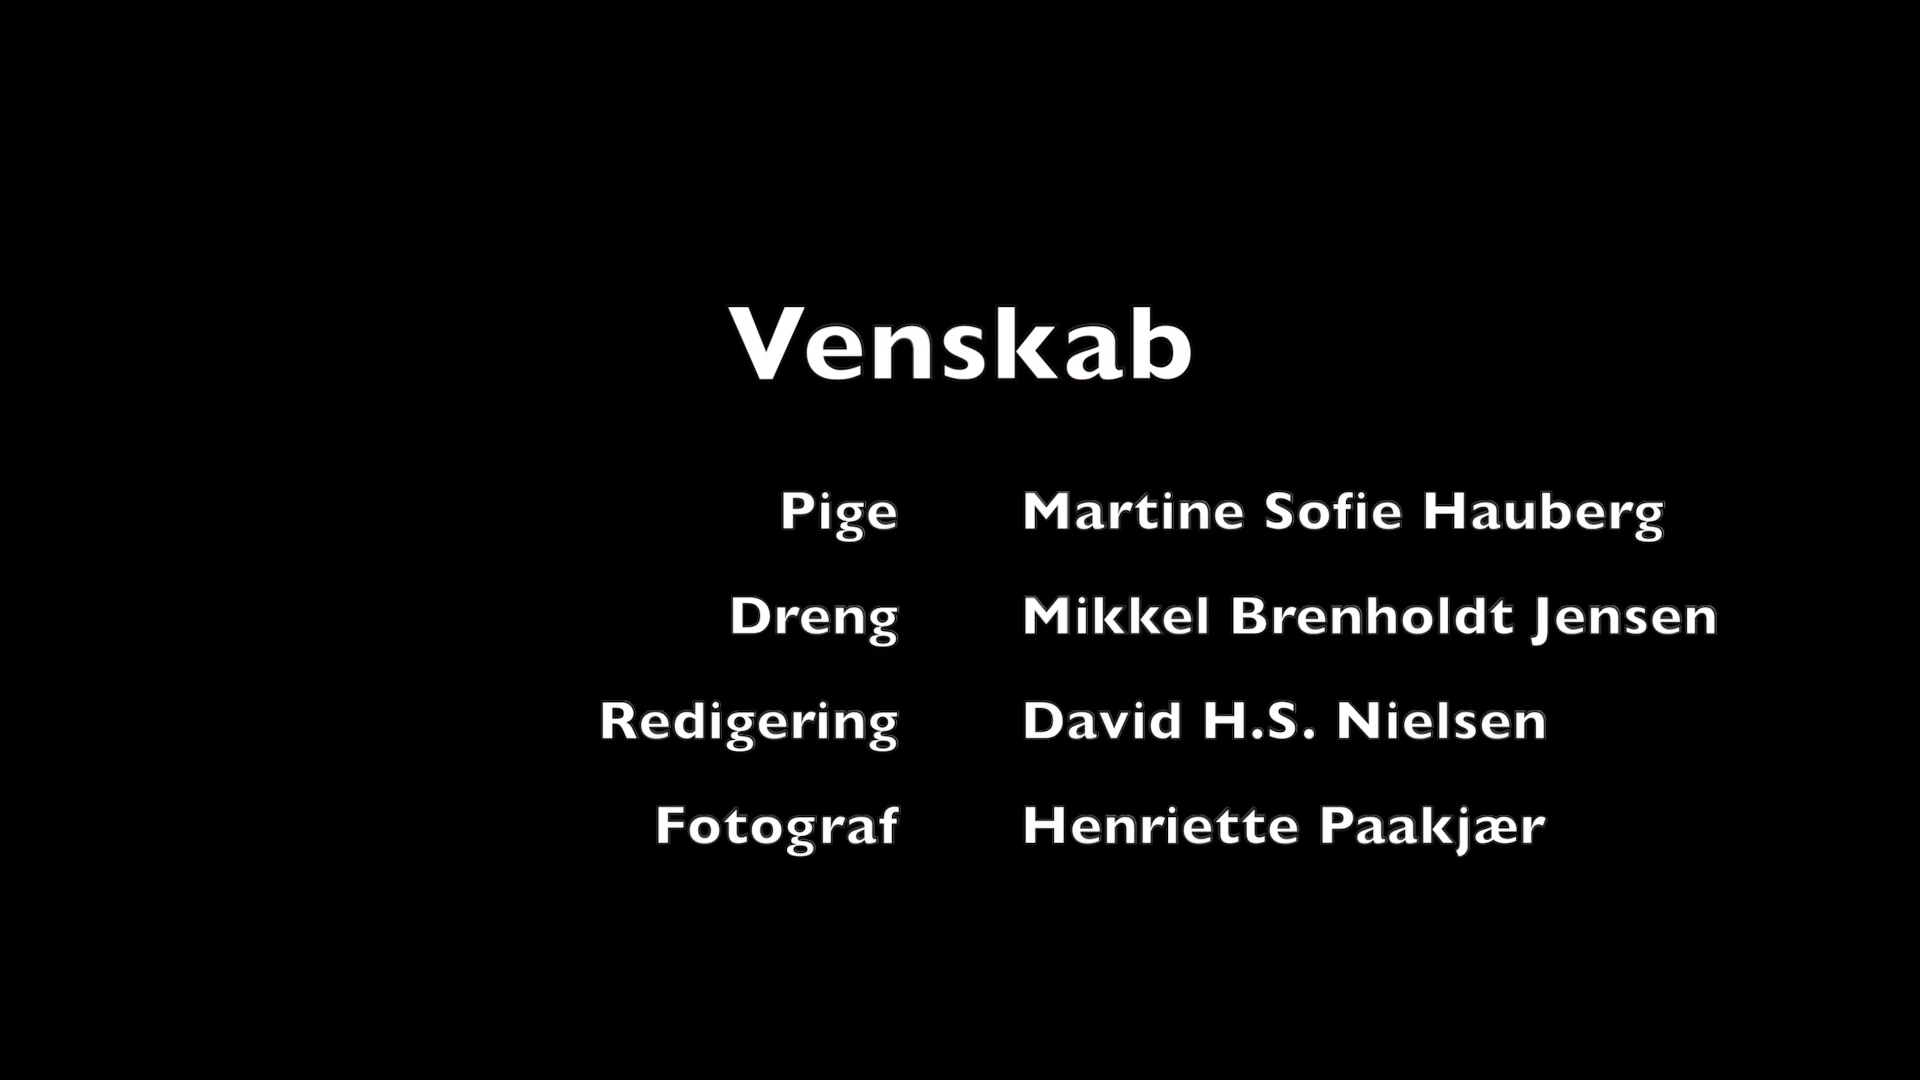 Venskab
Pige Martine Sofie Hauberg
Dreng Mikkel Brenholdt Jensen
Redigering David H.S. Nielsen
Fotograf Henriette Paakjær